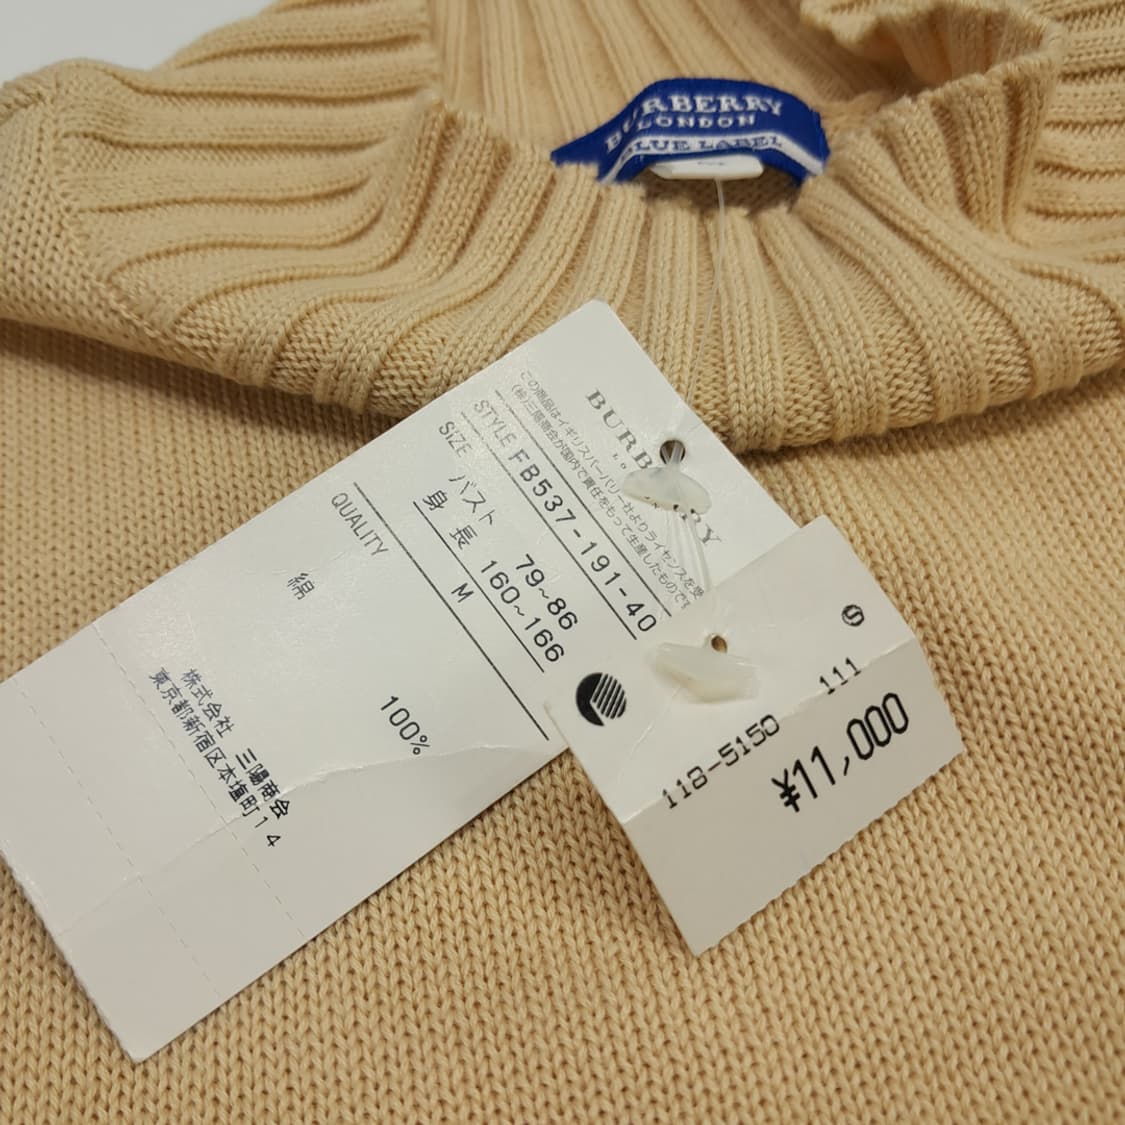 BURBERRY
LONDON
BLUE LABEL
BURBERRY
この商品はイギリスバーバリー社よりライセンスを受
(株)三陽商会が国内で責任をもって生産したものです
STYLE FB537-191-40
SIZE
バスト 79~86
身長 160~166
M
QUALITY
綿 100%
株式会社 三陽商会
東京都新宿区本塩町14
118-5150 111
¥11,000